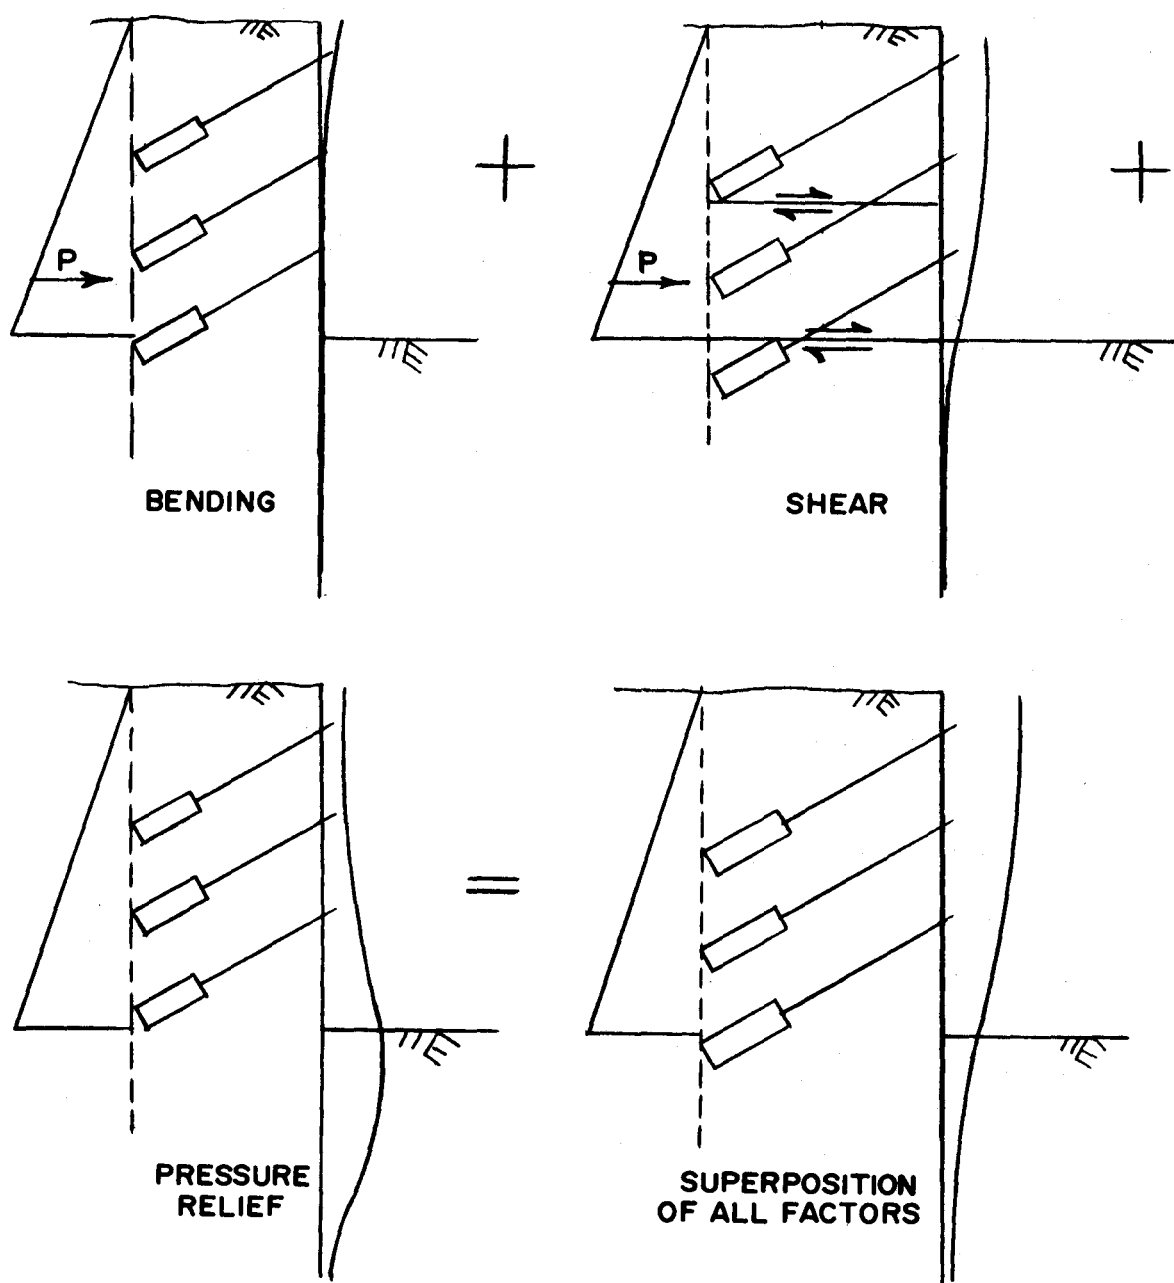 P
BENDING
+
P
SHEAR
+
PRESSURE
RELIEF
=
SUPERPOSITION
OF ALL FACTORS